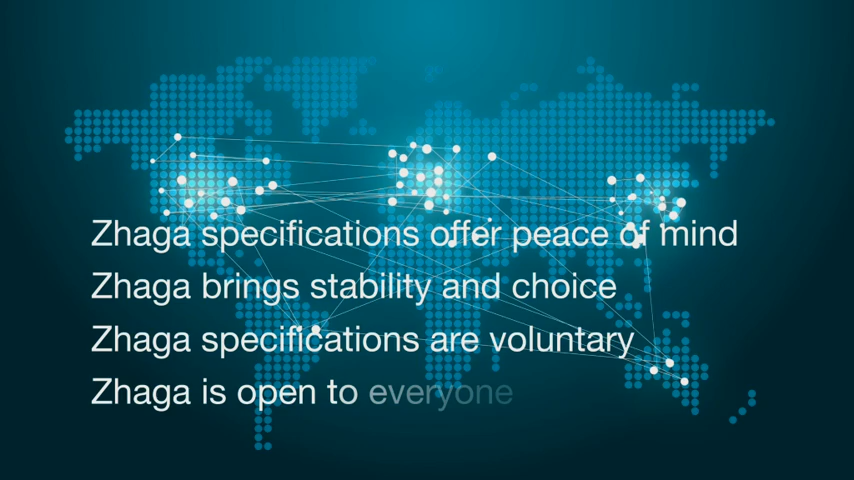 Zhaga specifications offer peace of mind
Zhaga brings stability and choice
Zhaga specifications are voluntary
Zhaga is open to everyone